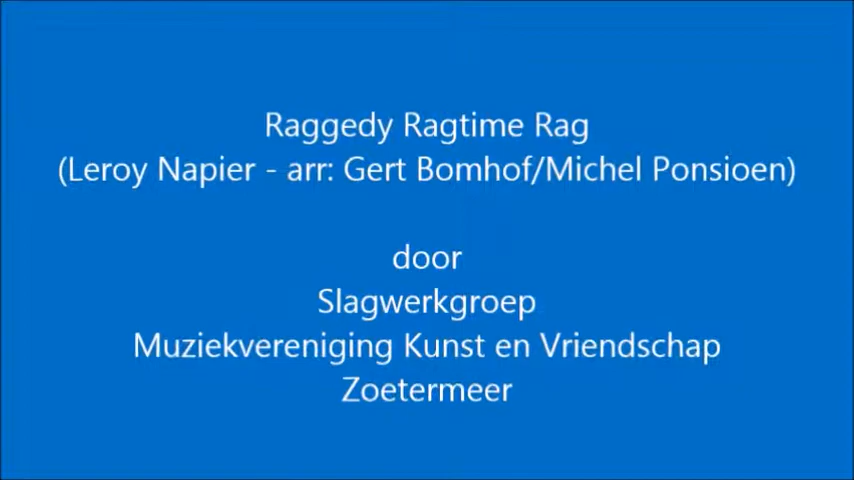 Raggedy Ragtime Rag
(Leroy Napier - arr: Gert Bomhof/Michel Ponsioen)
door
Slagwerkgroep
Muziekvereniging Kunst en Vriendschap
Zoetermeer